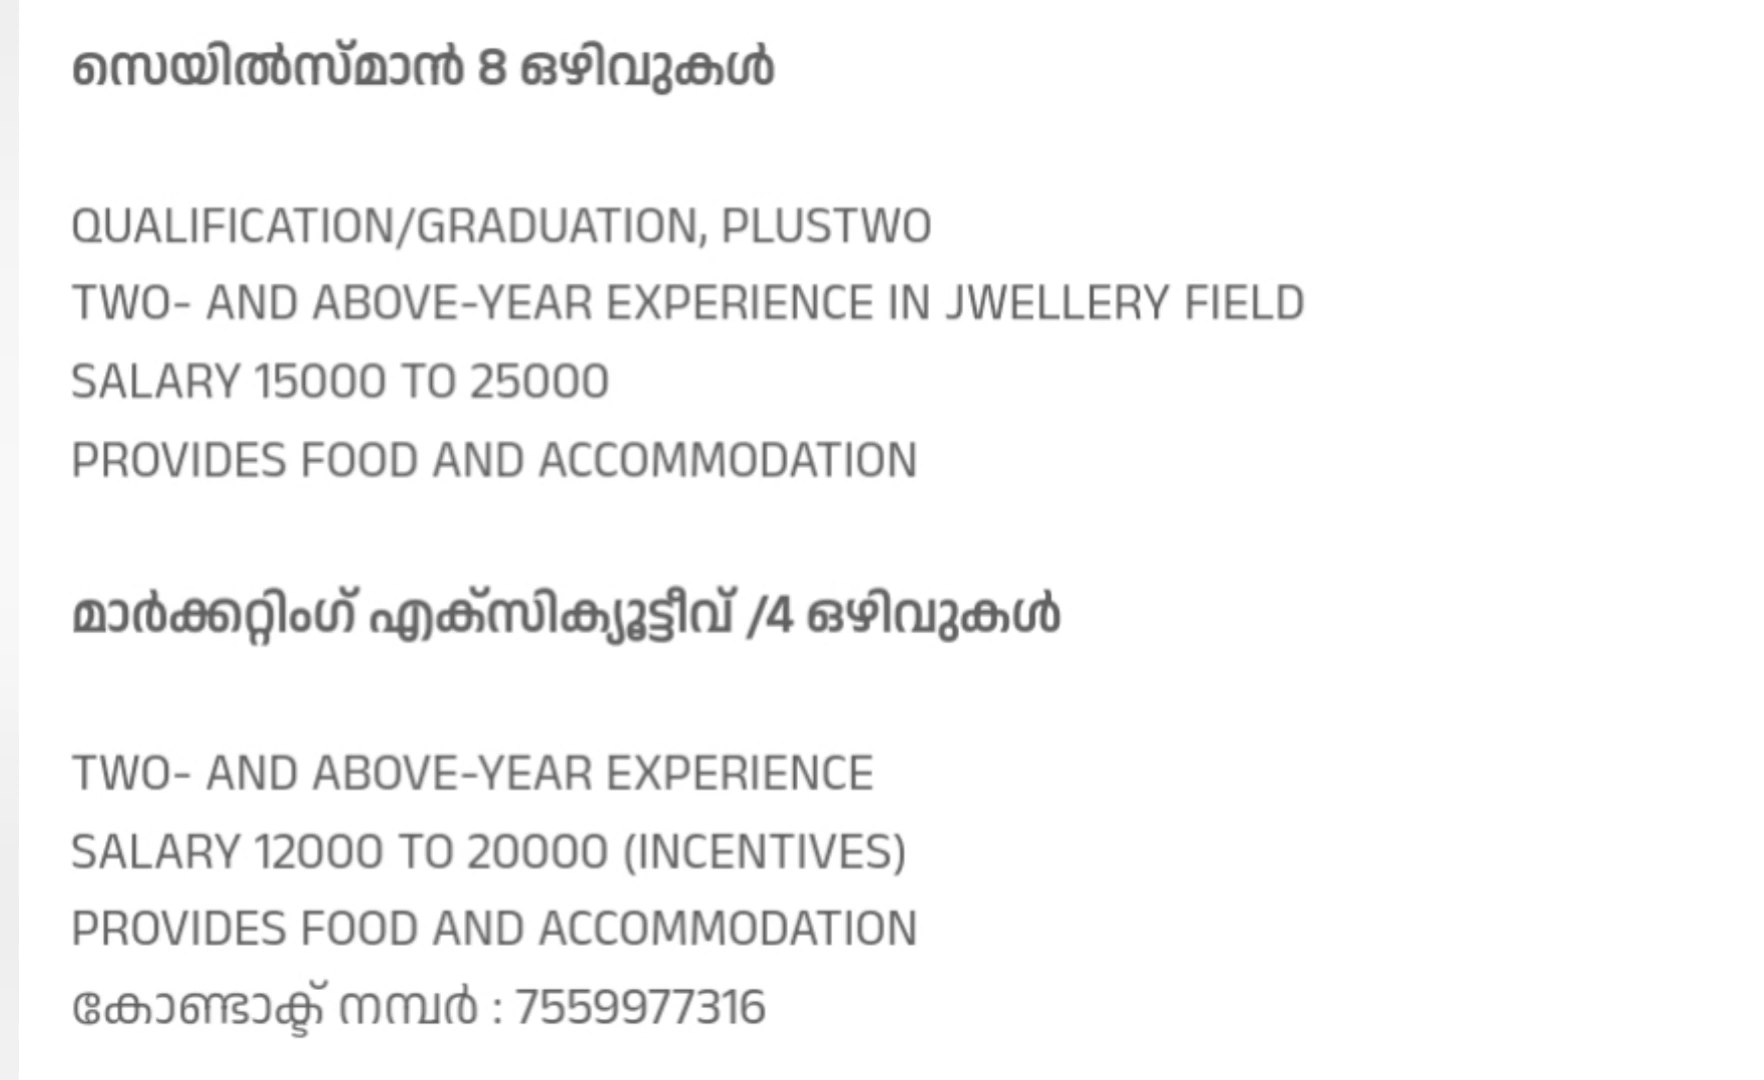 സെയിൽസ്മാൻ 8 ഒഴിവുകൾ
QUALIFICATION/GRADUATION, PLUSTWO
TWO- AND ABOVE-YEAR EXPERIENCE IN JWELLERY FIELD
SALARY 15000 TO 25000
PROVIDES FOOD AND ACCOMMODATION
മാർക്കറ്റിംഗ് എക്സിക്യൂട്ടീവ് /4 ഒഴിവുകൾ
TWO- AND ABOVE-YEAR EXPERIENCE
SALARY 12000 TO 20000 (INCENTIVES)
PROVIDES FOOD AND ACCOMMODATION
കോണ്ടാക്ട് നമ്പർ : 7559977316